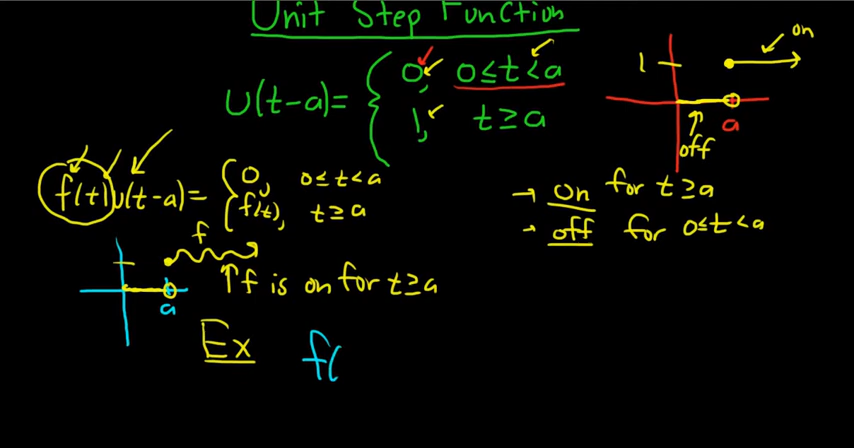 Unit Step Function
U(t-a)= { 0, 0≤t<a
1, t≥a
1
on
a
off
f(t)u(t-a)= { 0, 0≤t<a
f(t), t≥a
→ on for t≥a
→ off for 0≤t<a
f
a
↑f is on for t≥a
Ex f(